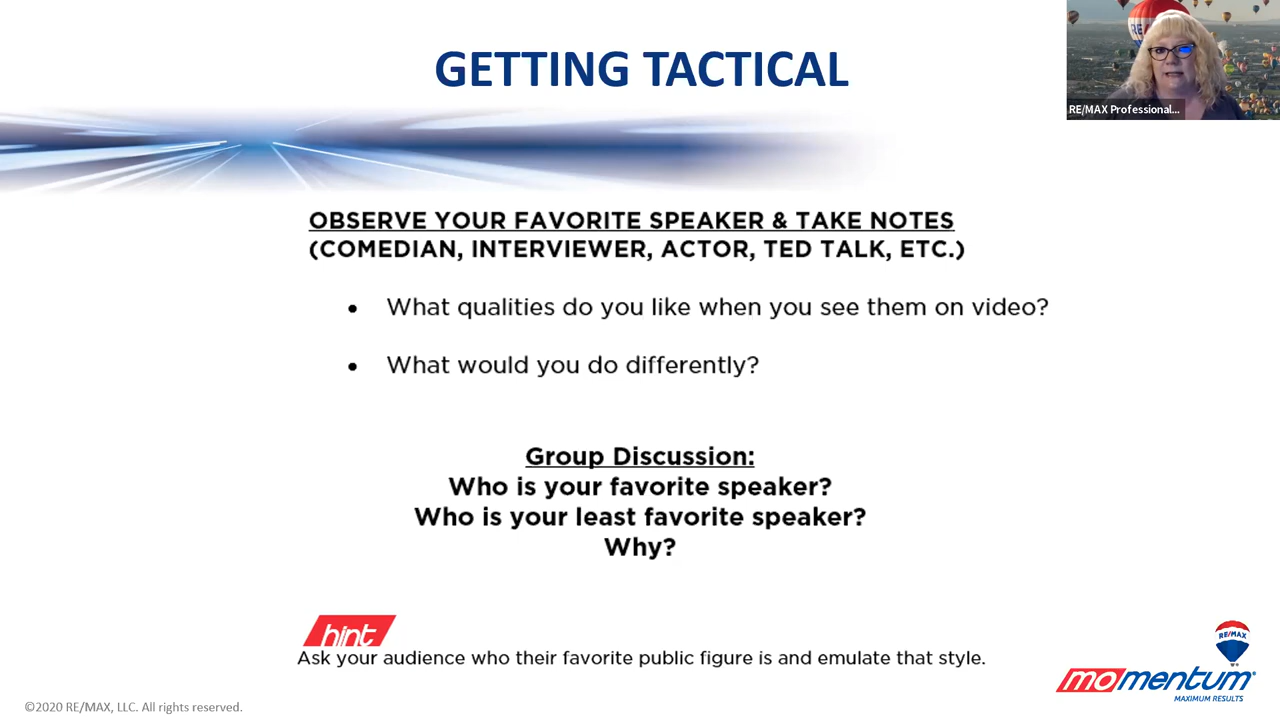 GETTING TACTICAL
RE/MAX Professional...
OBSERVE YOUR FAVORITE SPEAKER & TAKE NOTES
(COMEDIAN, INTERVIEWER, ACTOR, TED TALK, ETC.)
• What qualities do you like when you see them on video?
• What would you do differently?
Group Discussion:
Who is your favorite speaker?
Who is your least favorite speaker?
Why?
hint
Ask your audience who their favorite public figure is and emulate that style.
RE/MAX
momentum®
MAXIMUM RESULTS
©2020 RE/MAX, LLC. All rights reserved.